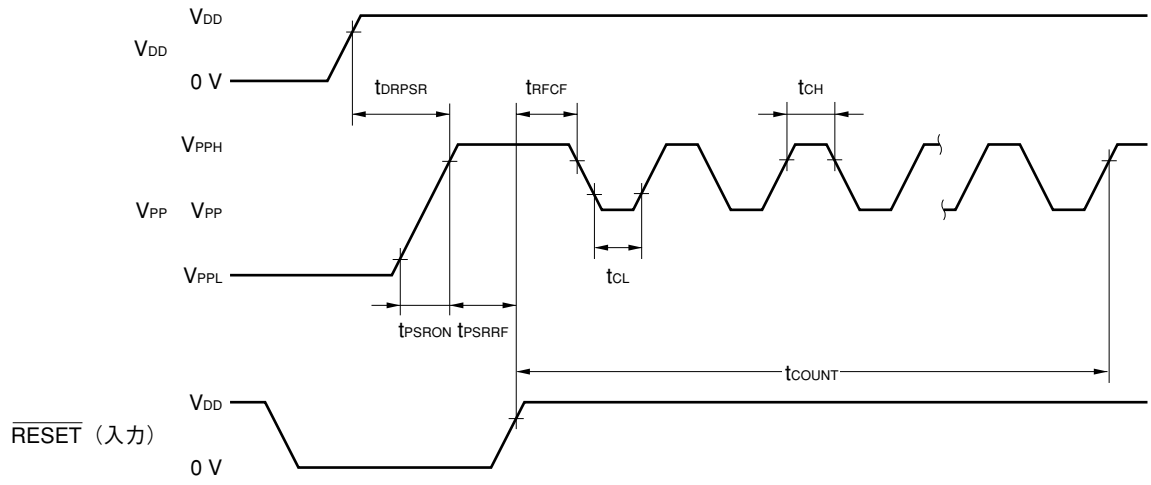 VDD
VDD
0 V
tDRPSR
tRFCF
tCH
VPPH
VPP VPP
tCL
VPPL
tPSRON tPSRRF
tCOUNT
VDD
RESET（入力）
0 V